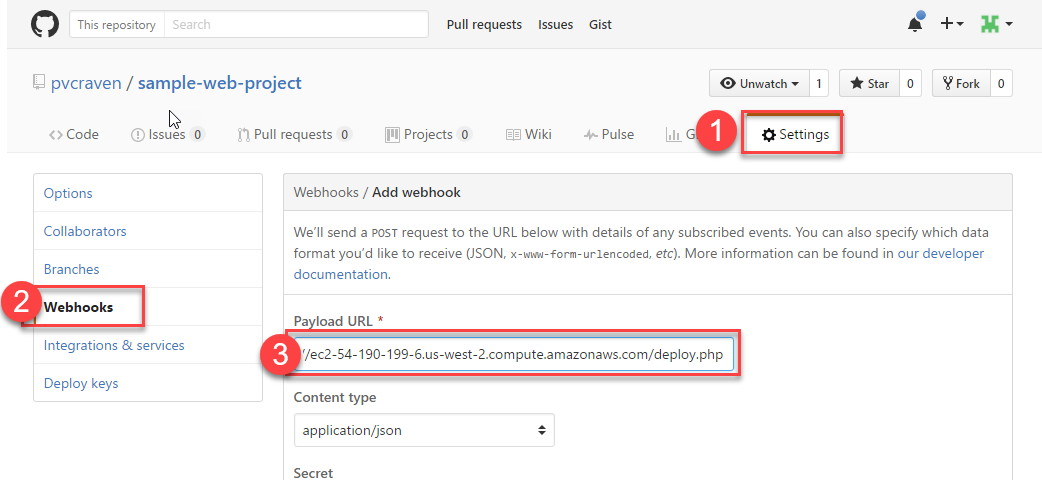 This repository Search Pull requests Issues Gist
pvcraven / sample-web-project Unwatch 1 Star 0 Fork 0
Code Issues 0 Pull requests 0 Projects 0 Wiki Pulse G 1 Settings
Options
Collaborators
Branches
2 Webhooks
Integrations & services
Deploy keys
Webhooks / Add webhook
We'll send a POST request to the URL below with details of any subscribed events. You can also specify which data
format you'd like to receive (JSON, x-www-form-urlencoded, etc). More information can be found in our developer
documentation.
Payload URL *
3 //ec2-54-190-199-6.us-west-2.compute.amazonaws.com/deploy.php
Content type
application/json
Secret